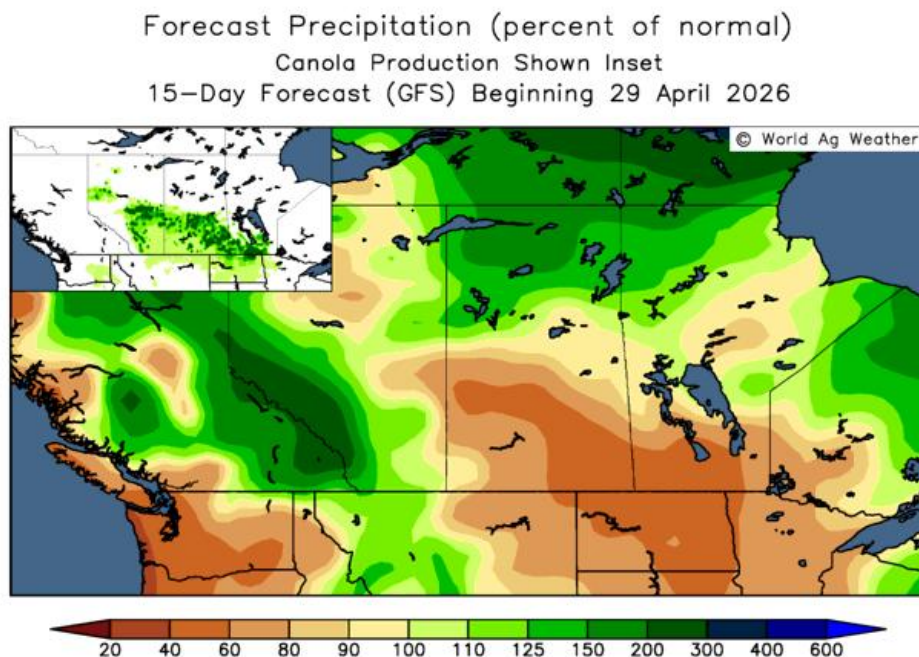 Forecast Precipitation (percent of normal)
Canola Production Shown Inset
15-Day Forecast (GFS) Beginning 29 April 2026
© World Ag Weather
20 40 60 80 90 100 110 125 150 200 300 400 600